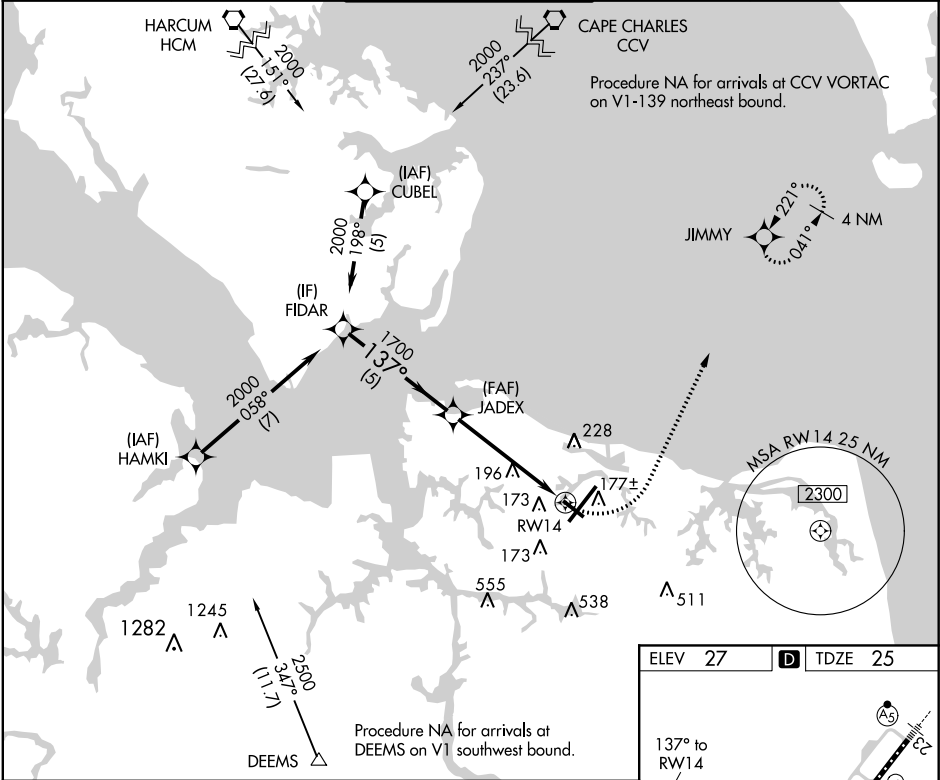 HARCUM
HCM
2000
151°
(27.6)
CAPE CHARLES
CCV
2000
237°
(23.6)
Procedure NA for arrivals at CCV VORTAC
on V1-139 northeast bound.
(IAF)
CUBEL
2000
198°
(5)
JIMMY
221°
041°
4 NM
(IF)
FIDAR
1700
137°
(5)
2000
058°
(7)
(FAF)
JADEX
(IAF)
HAMKI
228
196
177±
173
RW14
173
MSA RW14 25 NM
2300
555
538
511
1282
1245
2500
347°
(11.7)
DEEMS
Procedure NA for arrivals at
DEEMS on V1 southwest bound.
ELEV 27
D
TDZE 25
A5
23
137° to
RW14